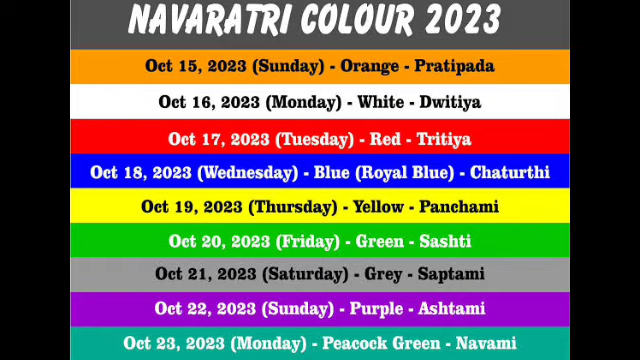 NAVARATRI COLOUR 2023
Oct 15, 2023 (Sunday) - Orange - Pratipada
Oct 16, 2023 (Monday) - White - Dwitiya
Oct 17, 2023 (Tuesday) - Red - Tritiya
Oct 18, 2023 (Wednesday) - Blue (Royal Blue) - Chaturthi
Oct 19, 2023 (Thursday) - Yellow - Panchami
Oct 20, 2023 (Friday) - Green - Sashti
Oct 21, 2023 (Saturday) - Grey - Saptami
Oct 22, 2023 (Sunday) - Purple - Ashtami
Oct 23, 2023 (Monday) - Peacock Green - Navami